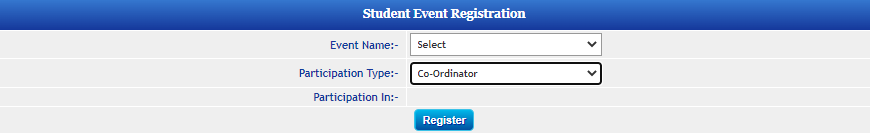 Student Event Registration
Event Name:- Select
Participation Type:- Co-Ordinator
Participation In:-
Register